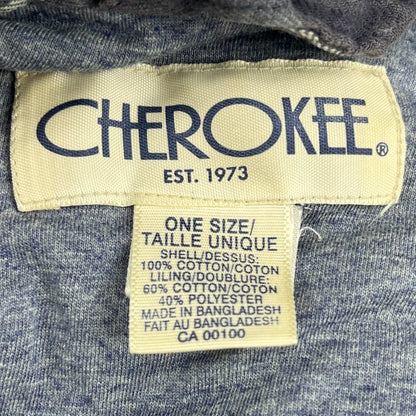 CHEROKEE®
EST. 1973
ONE SIZE/
TAILLE UNIQUE
SHELL/DESSUS:
100% COTTON/COTON
LILING/DOUBLURE:
60% COTTON/COTON
40% POLYESTER
MADE IN BANGLADESH
FAIT AU BANGLADESH
CA 00100